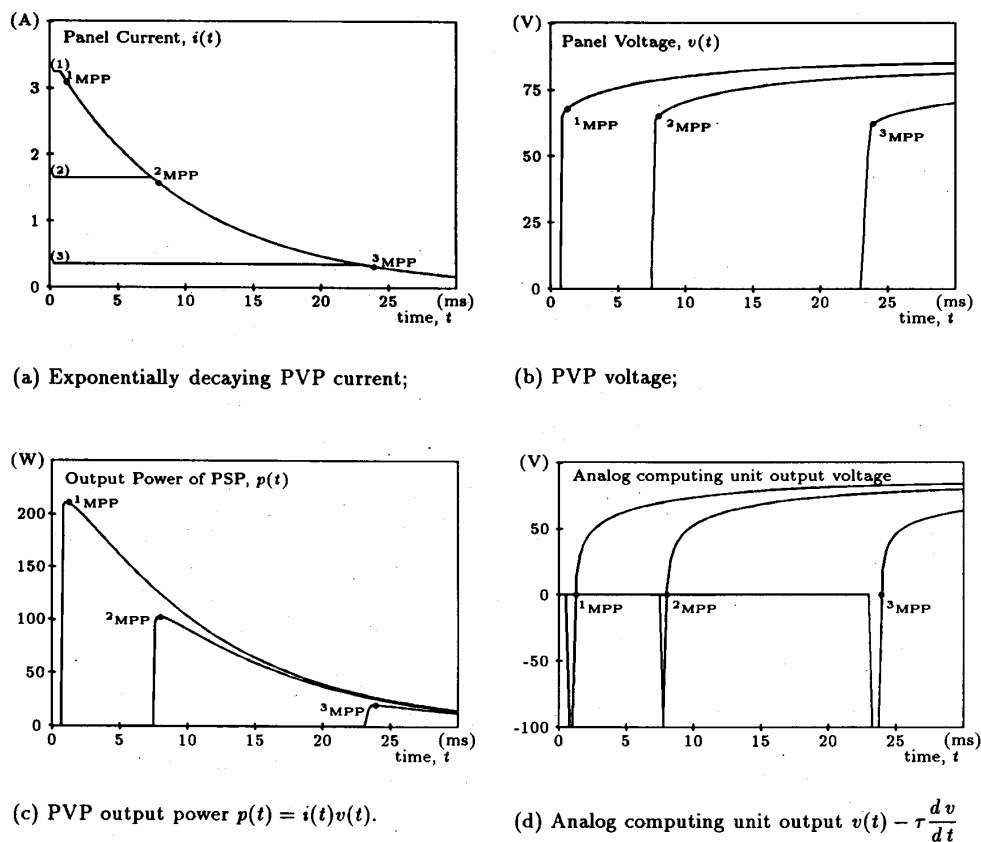 (A)
Panel Current, i(t)
(1)
1MPP
3
2
(2)
2MPP
1
(3)
3MPP
0
0 5 10 15 20 25 (ms)
time, t
(a) Exponentially decaying PVP current;
(V)
Panel Voltage, v(t)
75
1MPP
2MPP
3MPP
50
25
0
0 5 10 15 20 25 (ms)
time, t
(b) PVP voltage;
(W)
Output Power of PSP, p(t)
1MPP
200
150
2MPP
100
50
3MPP
0
0 5 10 15 20 25 (ms)
time, t
(c) PVP output power p(t) = i(t)v(t).
(V)
Analog computing unit output voltage
50
0
1MPP
2MPP
3MPP
-50
-100
0 5 10 15 20 25 (ms)
time, t
(d) Analog computing unit output v(t) − τ dv/dt